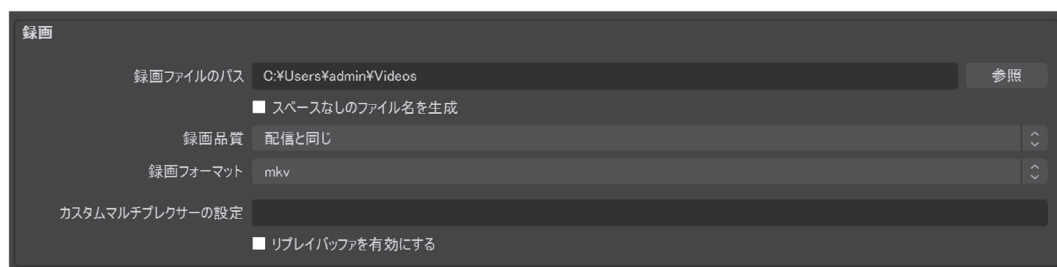 録画
録画ファイルのパス C:¥Users¥admin¥Videos 参照
スペースなしのファイル名を生成
録画品質 配信と同じ
録画フォーマット mkv
カスタムマルチプレクサーの設定
リプレイバッファを有効にする